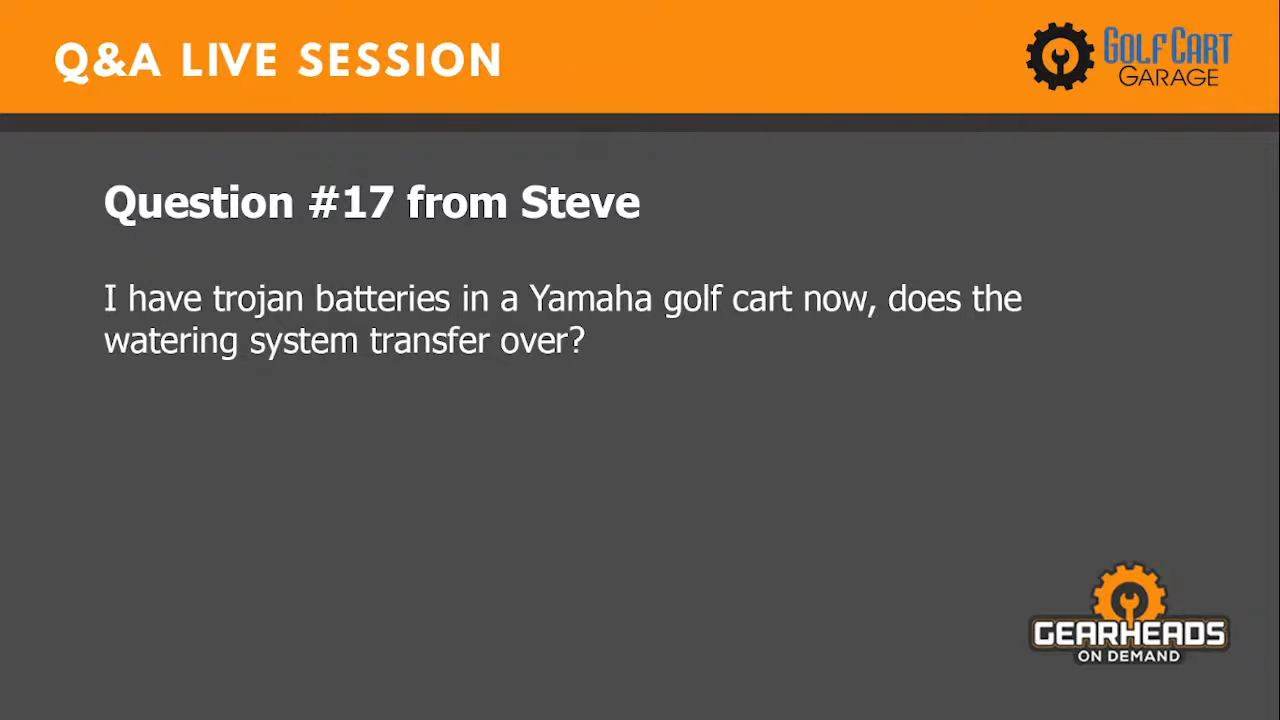 Q&A LIVE SESSION
GOLF CART
GARAGE
Question #17 from Steve
I have trojan batteries in a Yamaha golf cart now, does the
watering system transfer over?
GEARHEADS
ON DEMAND